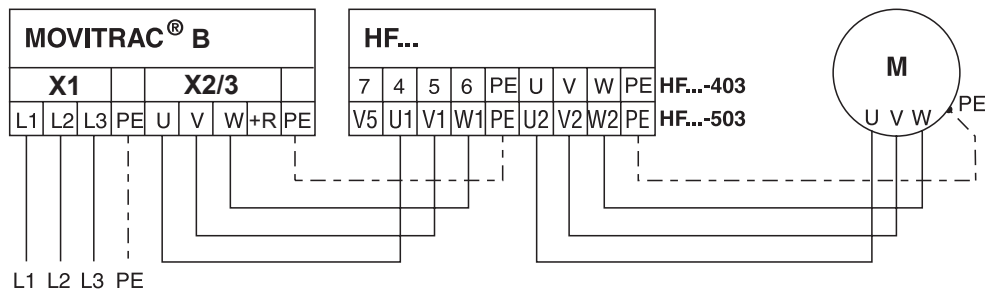 MOVITRAC® B HF...
M
X1 X2/3
7 4 5 6 PE U V W PE HF...-403
L1 L2 L3 PE U V W +R PE V5 U1 V1 W1 PE U2 V2 W2 PE HF...-503 U V W PE
L1 L2 L3 PE